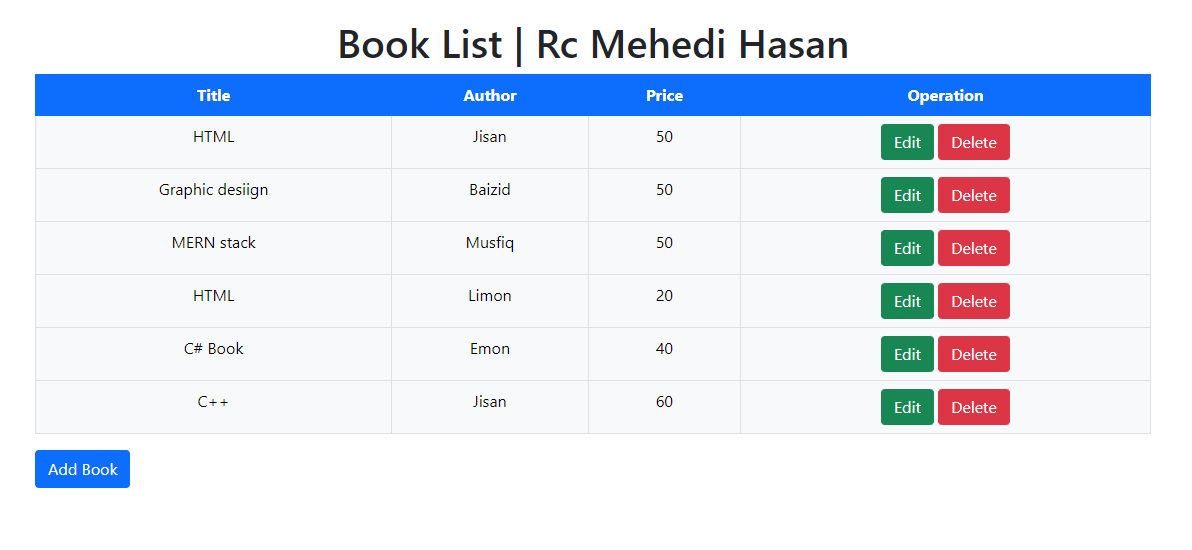 Book List | Rc Mehedi Hasan
Title Author Price Operation
HTML Jisan 50 Edit Delete
Graphic desiign Baizid 50 Edit Delete
MERN stack Musfiq 50 Edit Delete
HTML Limon 20 Edit Delete
C# Book Emon 40 Edit Delete
C++ Jisan 60 Edit Delete
Add Book